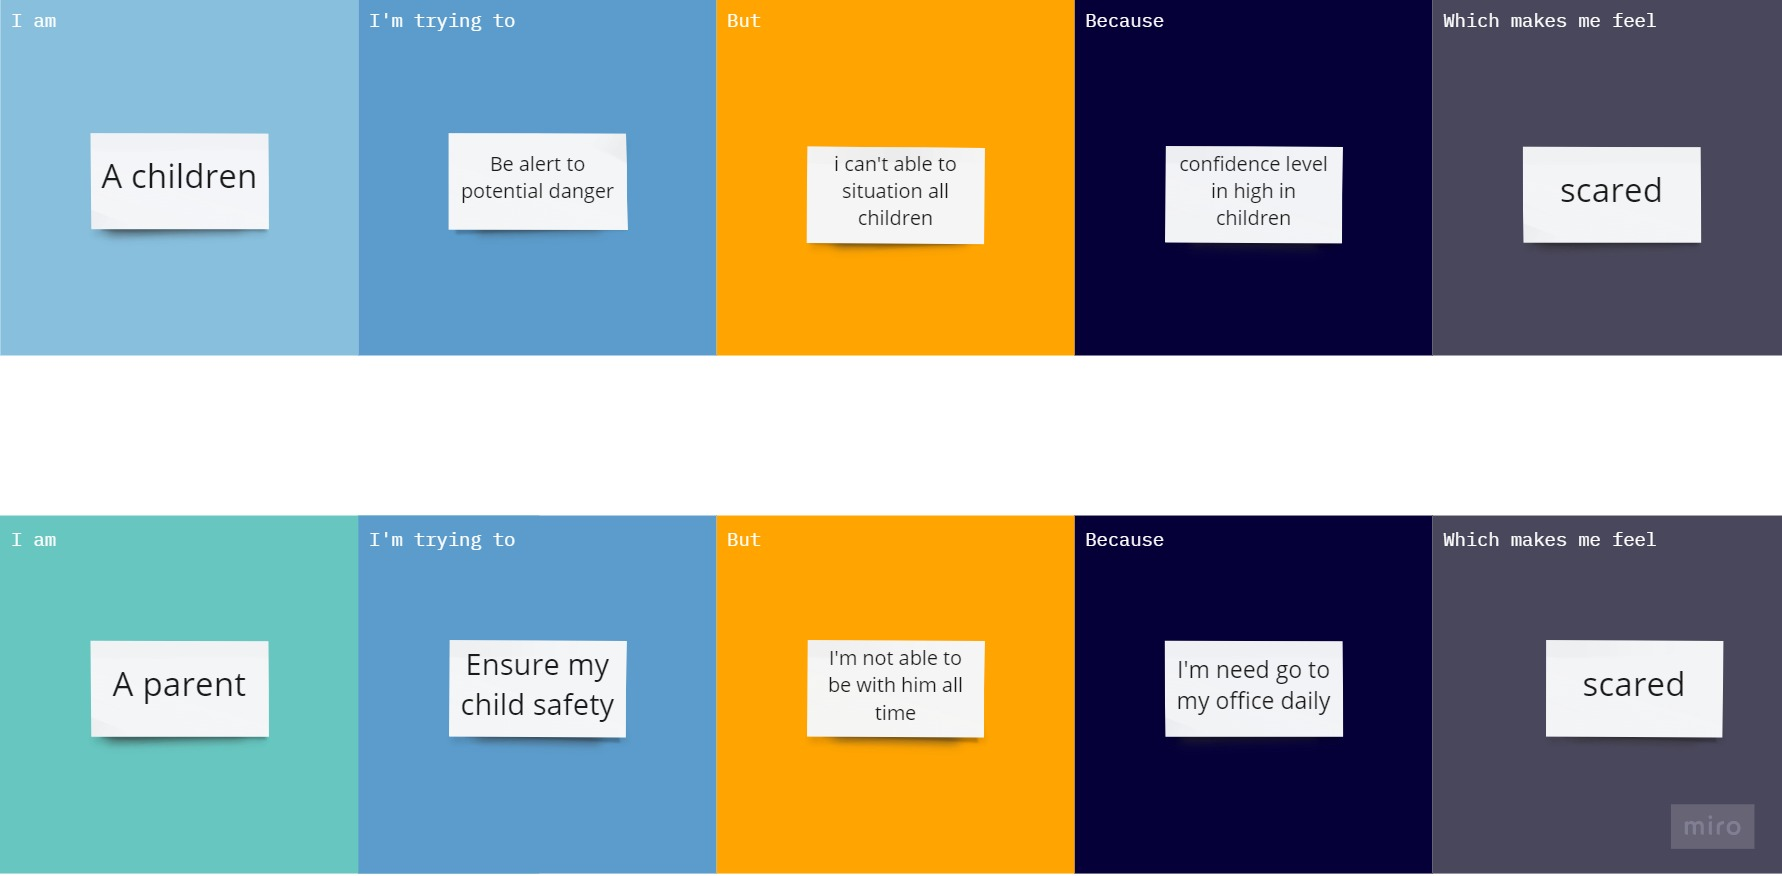 I am
I'm trying to
But
Because
Which makes me feel
A children
Be alert to
potential danger
i can't able to
situation all
children
confidence level
in high in
children
scared
I am
I'm trying to
But
Because
Which makes me feel
A parent
Ensure my
child safety
I'm not able to
be with him all
time
I'm need go to
my office daily
scared
miro